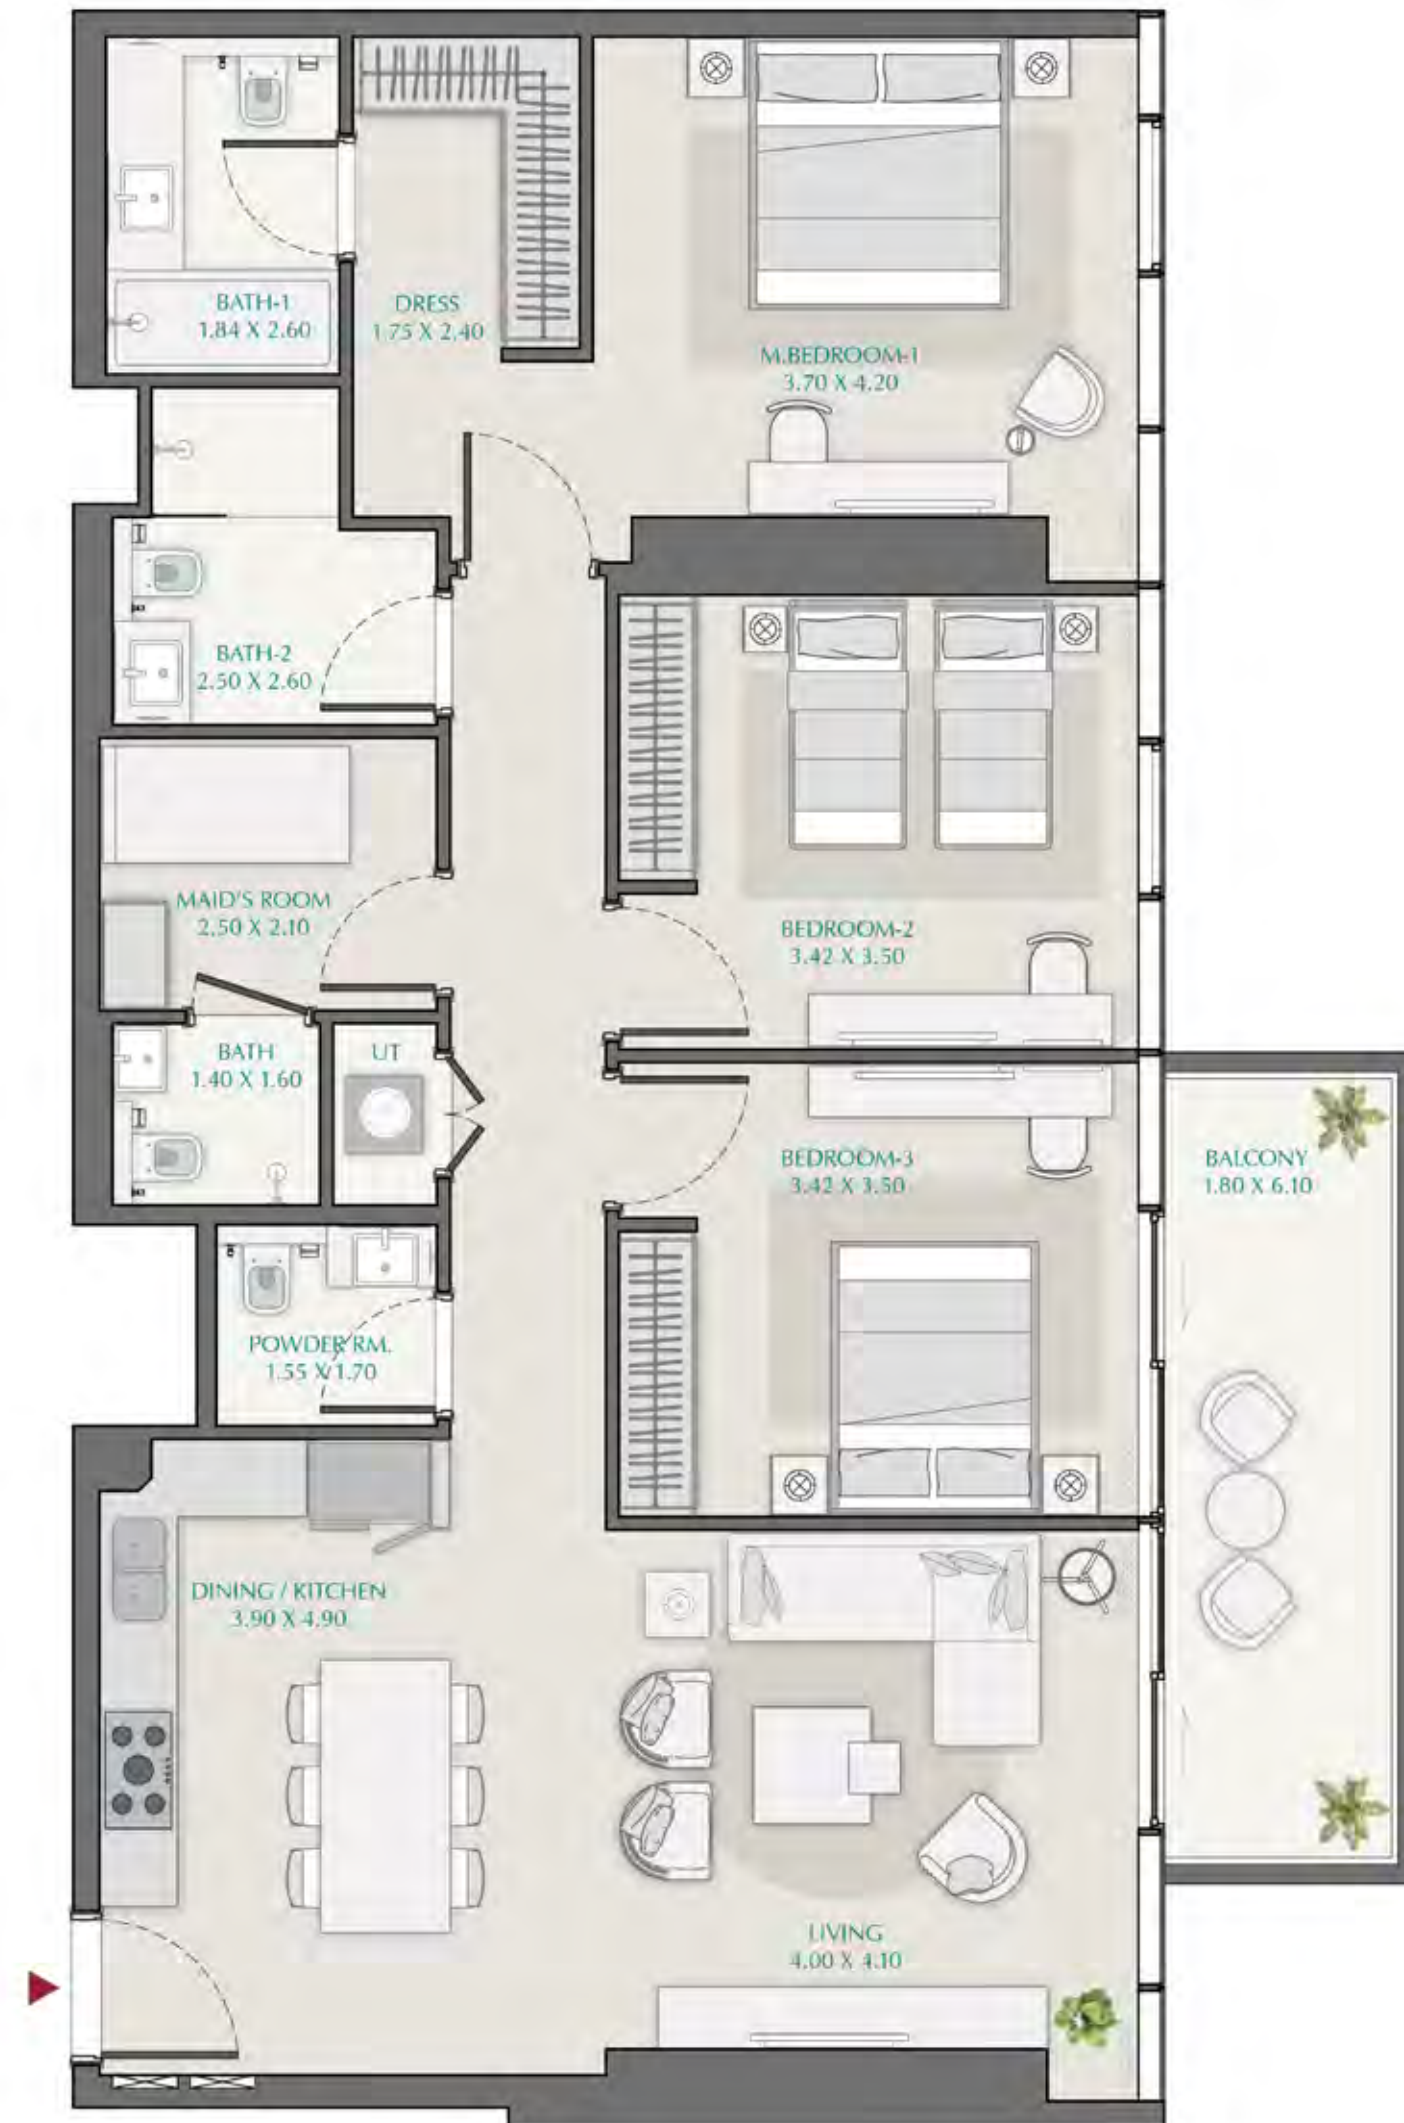 BATH-1
1.84 X 2.60
DRESS
1.75 X 2.40
M.BEDROOM-1
3.70 X 4.20
BATH-2
2.50 X 2.60
MAID'S ROOM
2.50 X 2.10
BEDROOM-2
3.42 X 3.50
BATH
1.40 X 1.60
UT
BEDROOM-3
3.42 X 3.50
BALCONY
1.80 X 6.10
POWDER RM.
1.55 X 1.70
DINING / KITCHEN
3.90 X 4.90
LIVING
4.00 X 4.10